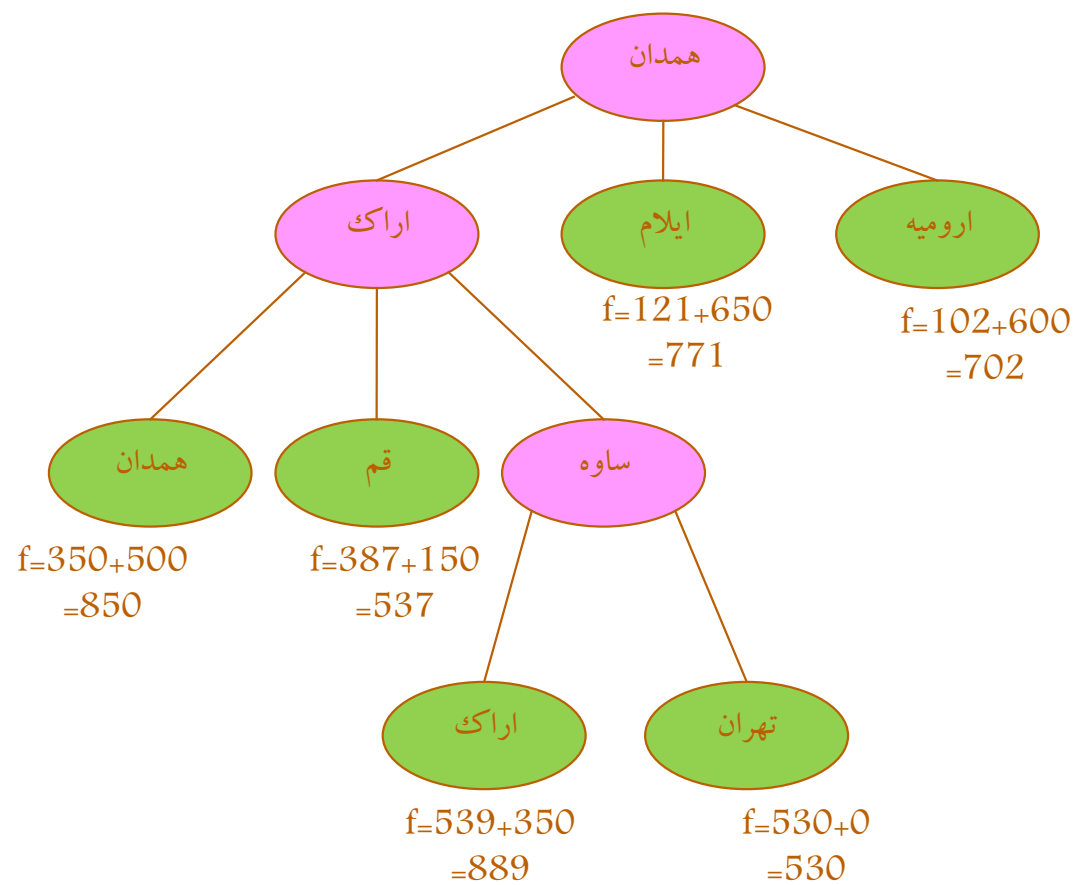 همدان
اراک
ایلام
ارومیه
f=121+650
=771
f=102+600
=702
همدان
قم
ساوه
f=350+500
=850
f=387+150
=537
اراک
تهران
f=539+350
=889
f=530+0
=530